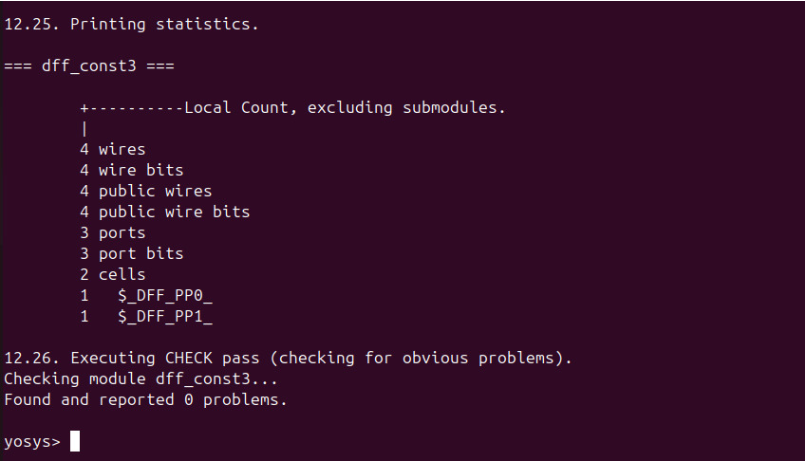 12.25. Printing statistics.
=== dff_const3 ===
+----------Local Count, excluding submodules.
|
4 wires
4 wire bits
4 public wires
4 public wire bits
3 ports
3 port bits
2 cells
1   $_DFF_PP0_
1   $_DFF_PP1_
12.26. Executing CHECK pass (checking for obvious problems).
Checking module dff_const3...
Found and reported 0 problems.
yosys>